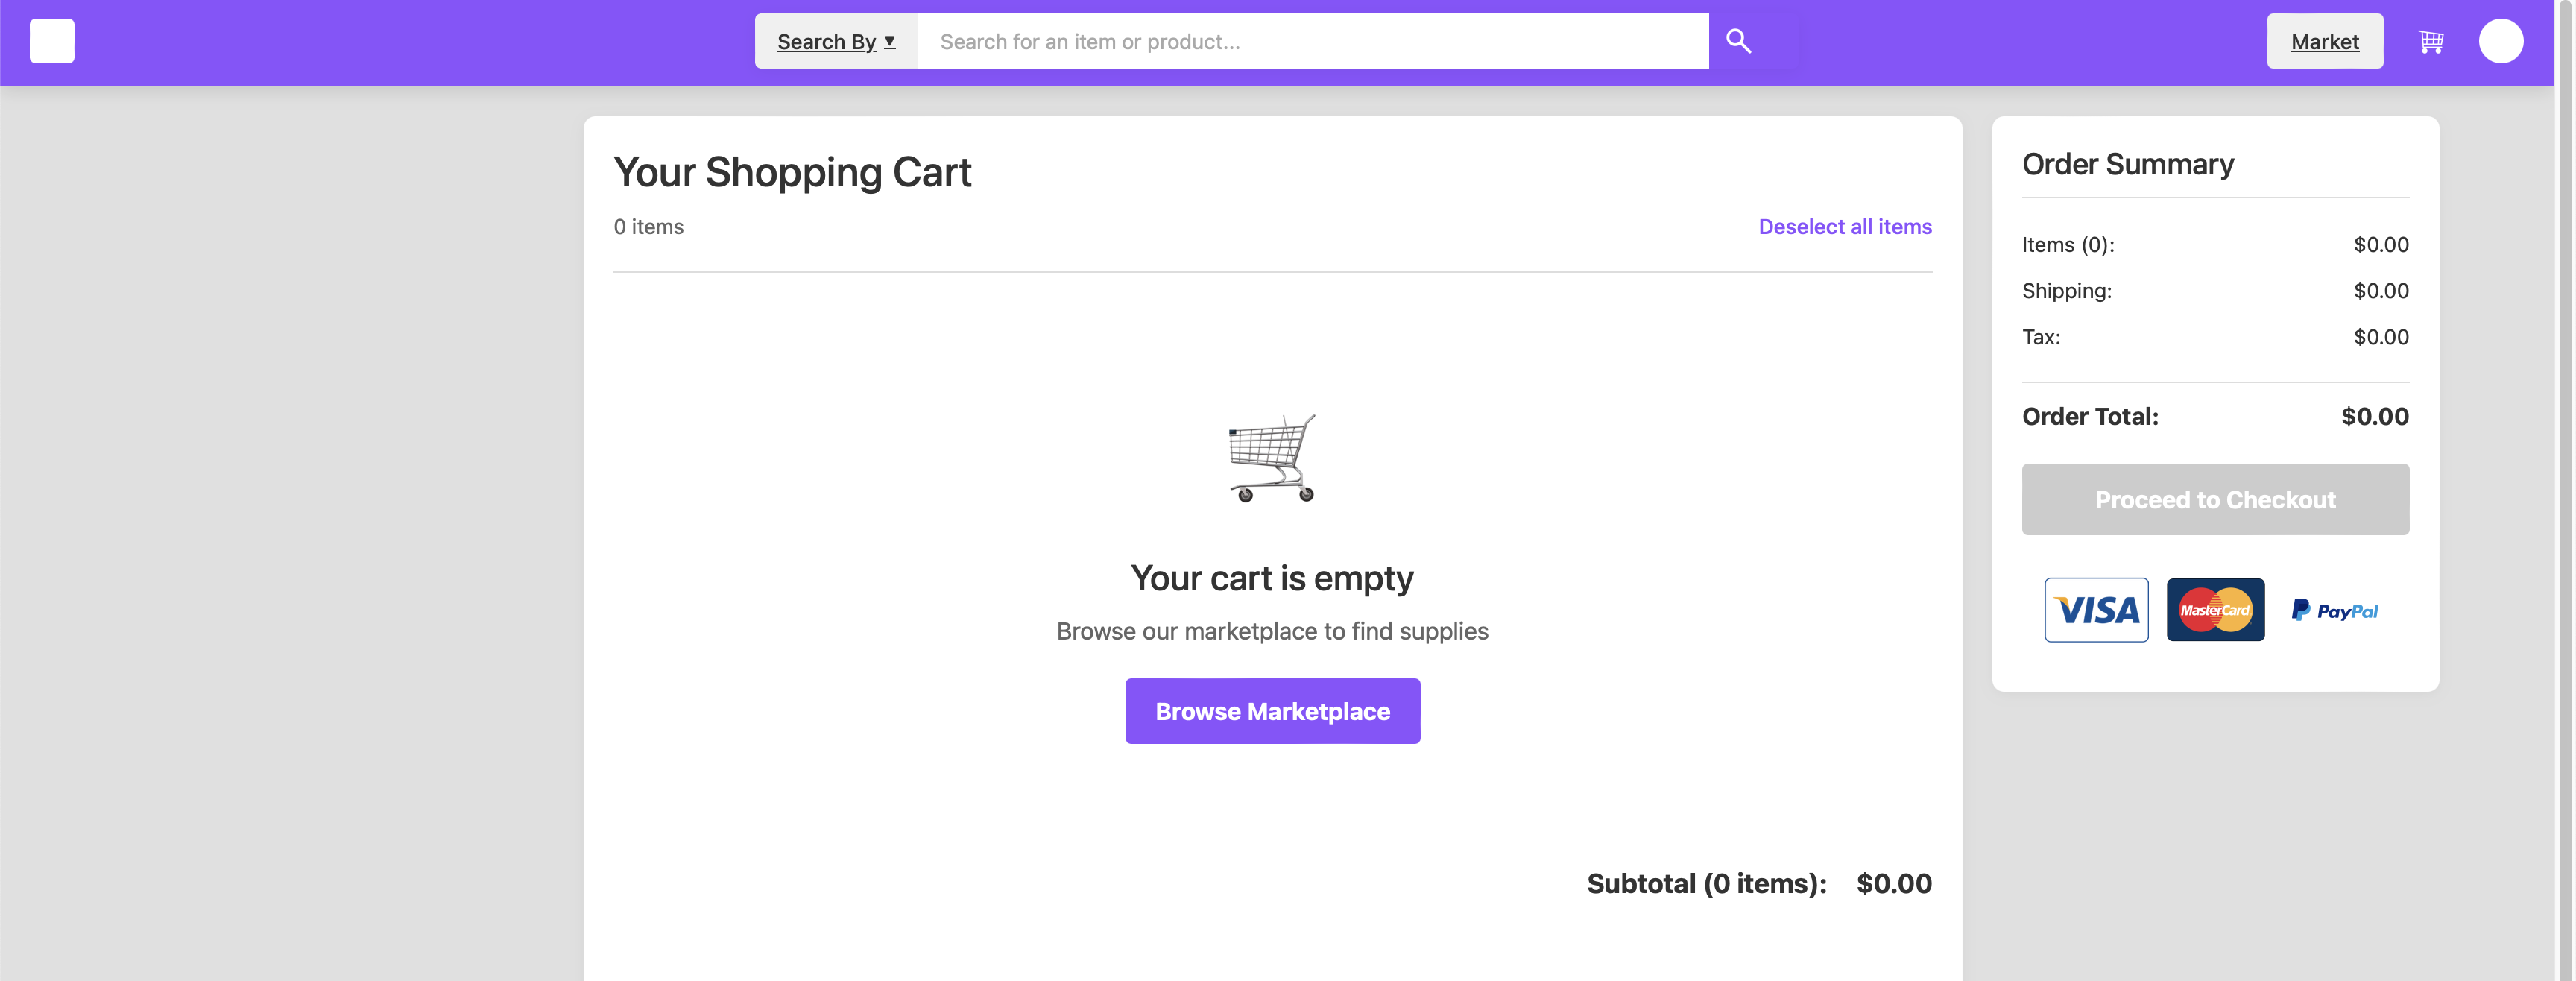 Search By ▼ Search for an item or product... Market
Your Shopping Cart
0 items Deselect all items
Your cart is empty
Browse our marketplace to find supplies
Browse Marketplace
Subtotal (0 items): $0.00
Order Summary
Items (0): $0.00
Shipping: $0.00
Tax: $0.00
Order Total: $0.00
Proceed to Checkout
VISA MasterCard PayPal